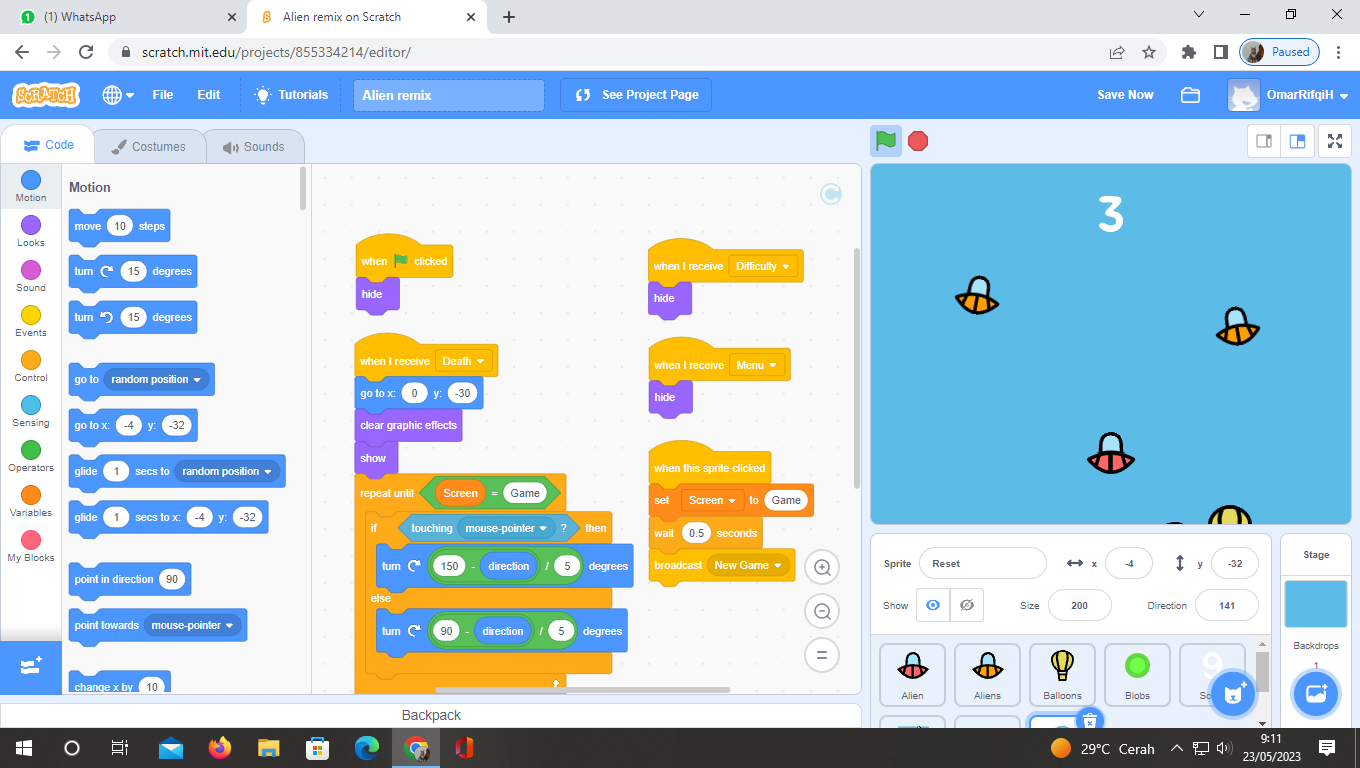 (1) WhatsApp
Alien remix on Scratch
scratch.mit.edu/projects/855334214/editor/
Paused
SCRATCH
File
Edit
Tutorials
Alien remix
See Project Page
Save Now
OmarRifqiH
Code
Costumes
Sounds
Motion
Looks
Sound
Events
Control
Sensing
Operators
Variables
My Blocks
Motion
move 10 steps
turn 15 degrees
turn 15 degrees
go to random position
go to x: -4 y: -32
glide 1 secs to random position
glide 1 secs to x: -4 y: -32
point in direction 90
point towards mouse-pointer
change x by 10
when clicked
hide
when I receive Death
go to x: 0 y: -30
clear graphic effects
show
repeat until Screen = Game
if touching mouse-pointer ? then
turn 150 - direction / 5 degrees
else
turn 90 - direction / 5 degrees
when I receive Difficulty
hide
when I receive Menu
hide
when this sprite clicked
set Screen to Game
wait 0.5 seconds
broadcast New Game
3
Sprite Reset x -4 y -32
Show Size 200 Direction 141
Alien
Aliens
Balloons
Blobs
9
Stage
Backdrops
1
Backpack
29°C Cerah
9:11
23/05/2023